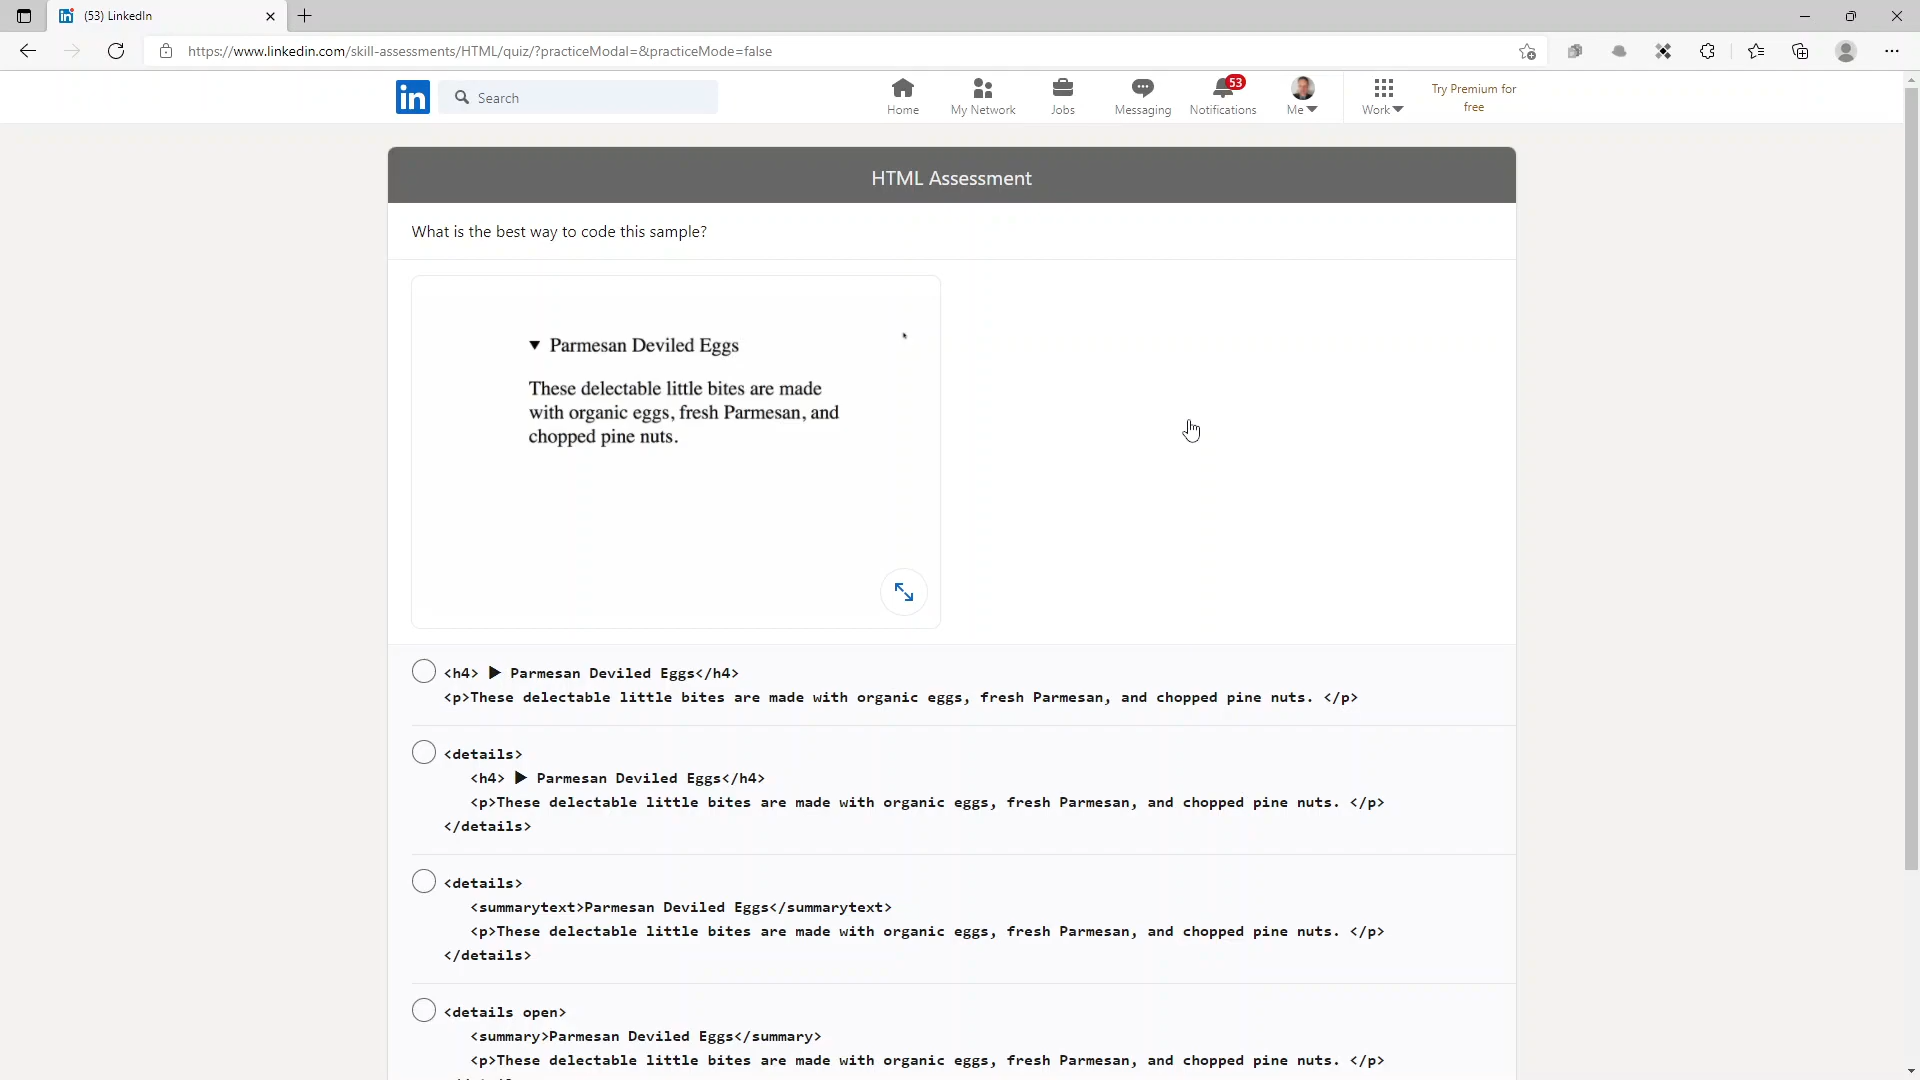 (53) LinkedIn
https://www.linkedin.com/skill-assessments/HTML/quiz/?practiceModal=&practiceMode=false
in
Search
Home
My Network
Jobs
Messaging
53
Notifications
Me
Work
Try Premium for
free
HTML Assessment
What is the best way to code this sample?
▼ Parmesan Deviled Eggs
These delectable little bites are made
with organic eggs, fresh Parmesan, and
chopped pine nuts.
<h4> ▶ Parmesan Deviled Eggs</h4>
<p>These delectable little bites are made with organic eggs, fresh Parmesan, and chopped pine nuts. </p>
<details>
<h4> ▶ Parmesan Deviled Eggs</h4>
<p>These delectable little bites are made with organic eggs, fresh Parmesan, and chopped pine nuts. </p>
</details>
<details>
<summarytext>Parmesan Deviled Eggs</summarytext>
<p>These delectable little bites are made with organic eggs, fresh Parmesan, and chopped pine nuts. </p>
</details>
<details open>
<summary>Parmesan Deviled Eggs</summary>
<p>These delectable little bites are made with organic eggs, fresh Parmesan, and chopped pine nuts. </p>